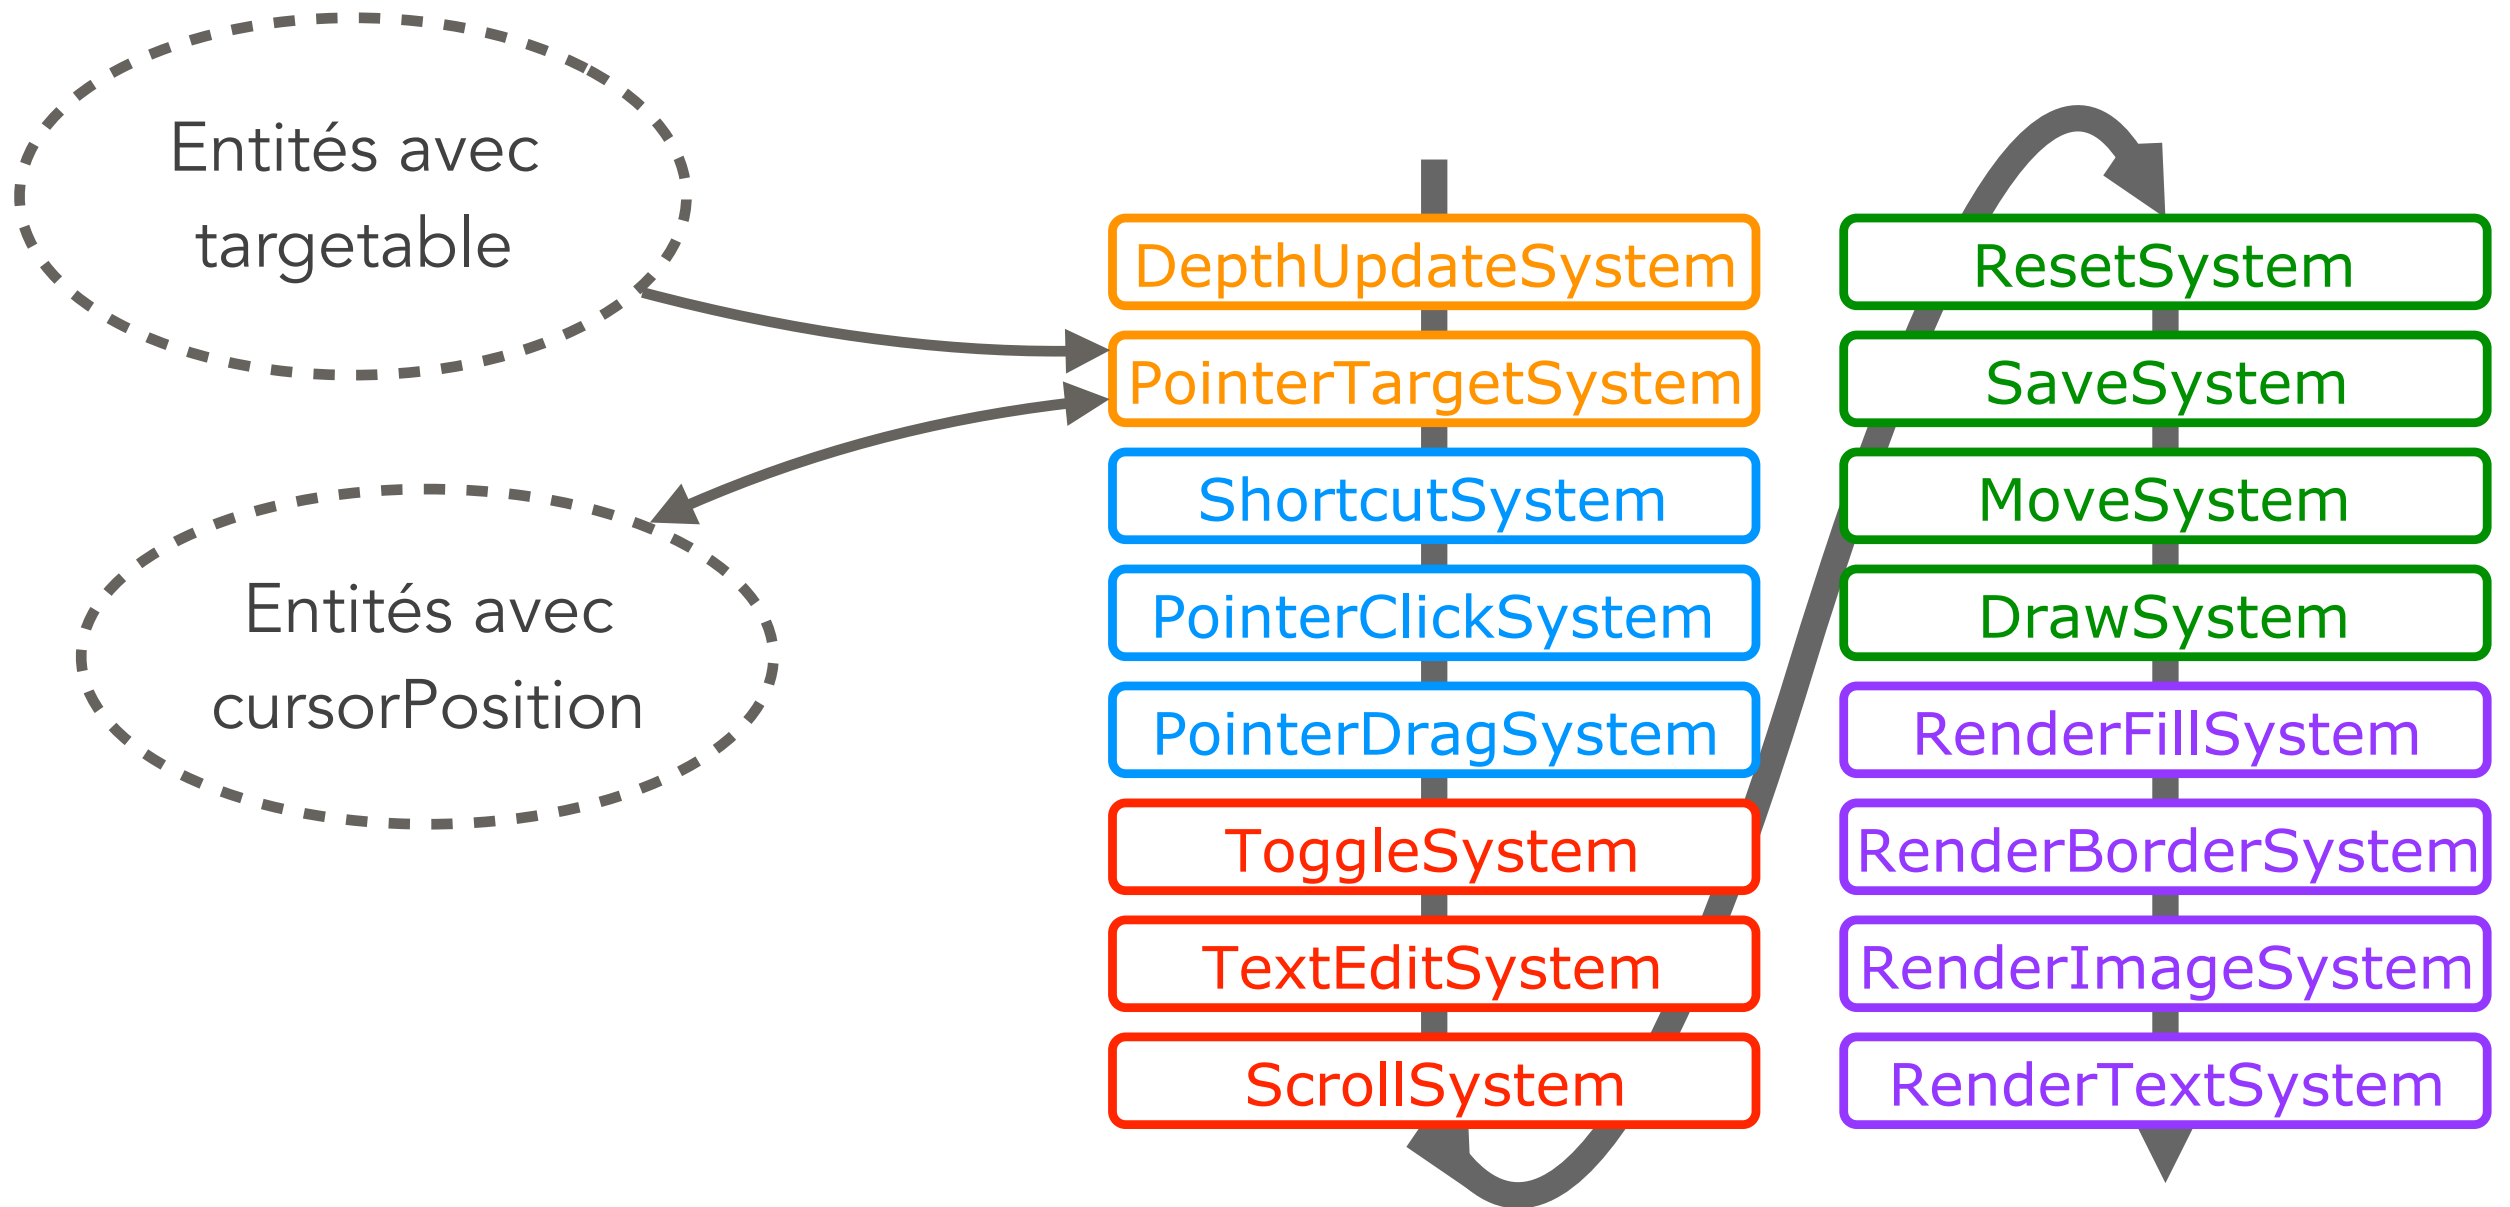 Entités avec
targetable
Entités avec
cursorPosition
DepthUpdateSystem
PointerTargetSystem
ShortcutSystem
PointerClickSystem
PointerDragSystem
ToggleSystem
TextEditSystem
ScrollSystem
ResetSystem
SaveSystem
MoveSystem
DrawSystem
RenderFillSystem
RenderBorderSystem
RenderImageSystem
RenderTextSystem